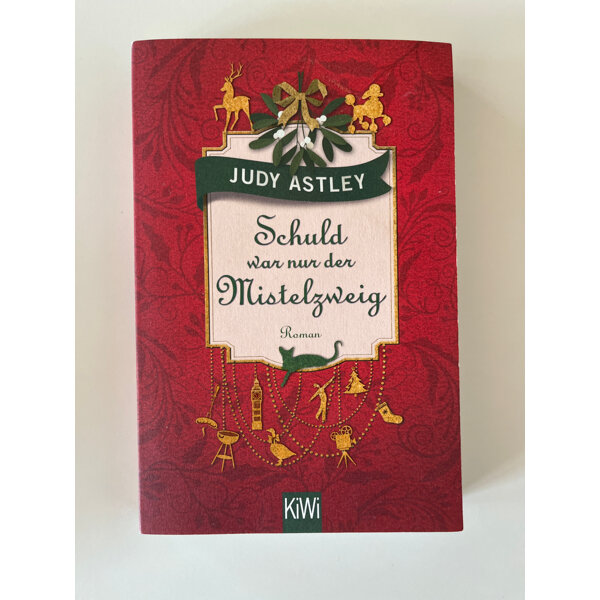 JUDY ASTLEY
Schuld
war nur der
Mistelzweig
Roman
KiWi